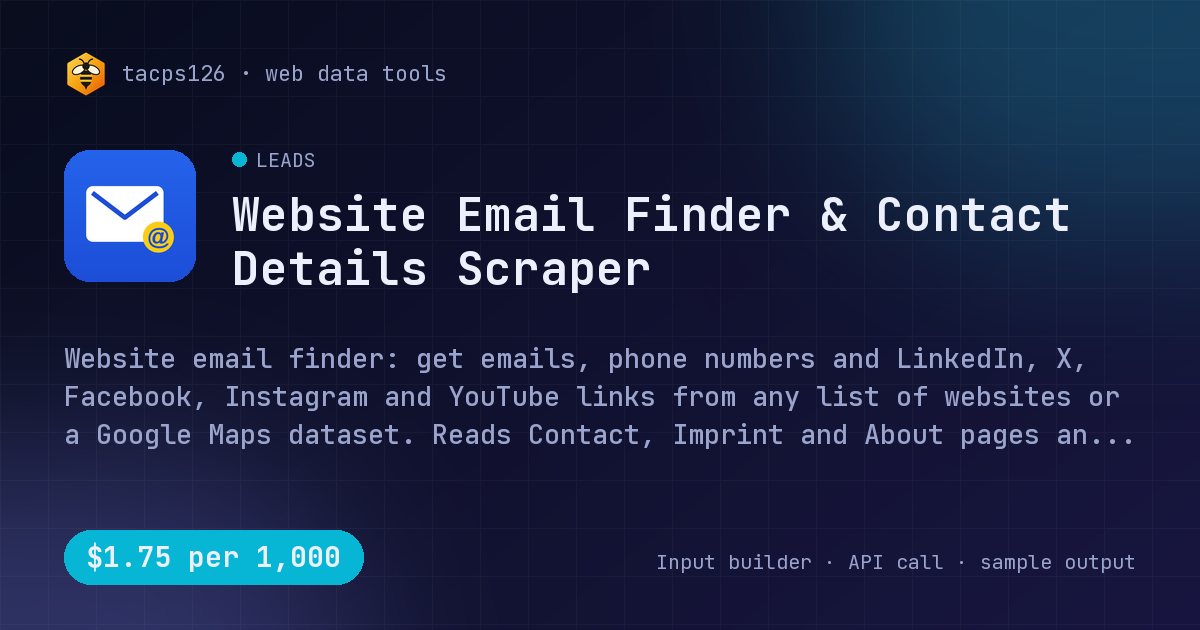 tacps126 · web data tools
LEADS
Website Email Finder & Contact
Details Scraper
Website email finder: get emails, phone numbers and LinkedIn, X,
Facebook, Instagram and YouTube links from any list of websites or
a Google Maps dataset. Reads Contact, Imprint and About pages an...
$1.75 per 1,000
Input builder · API call · sample output